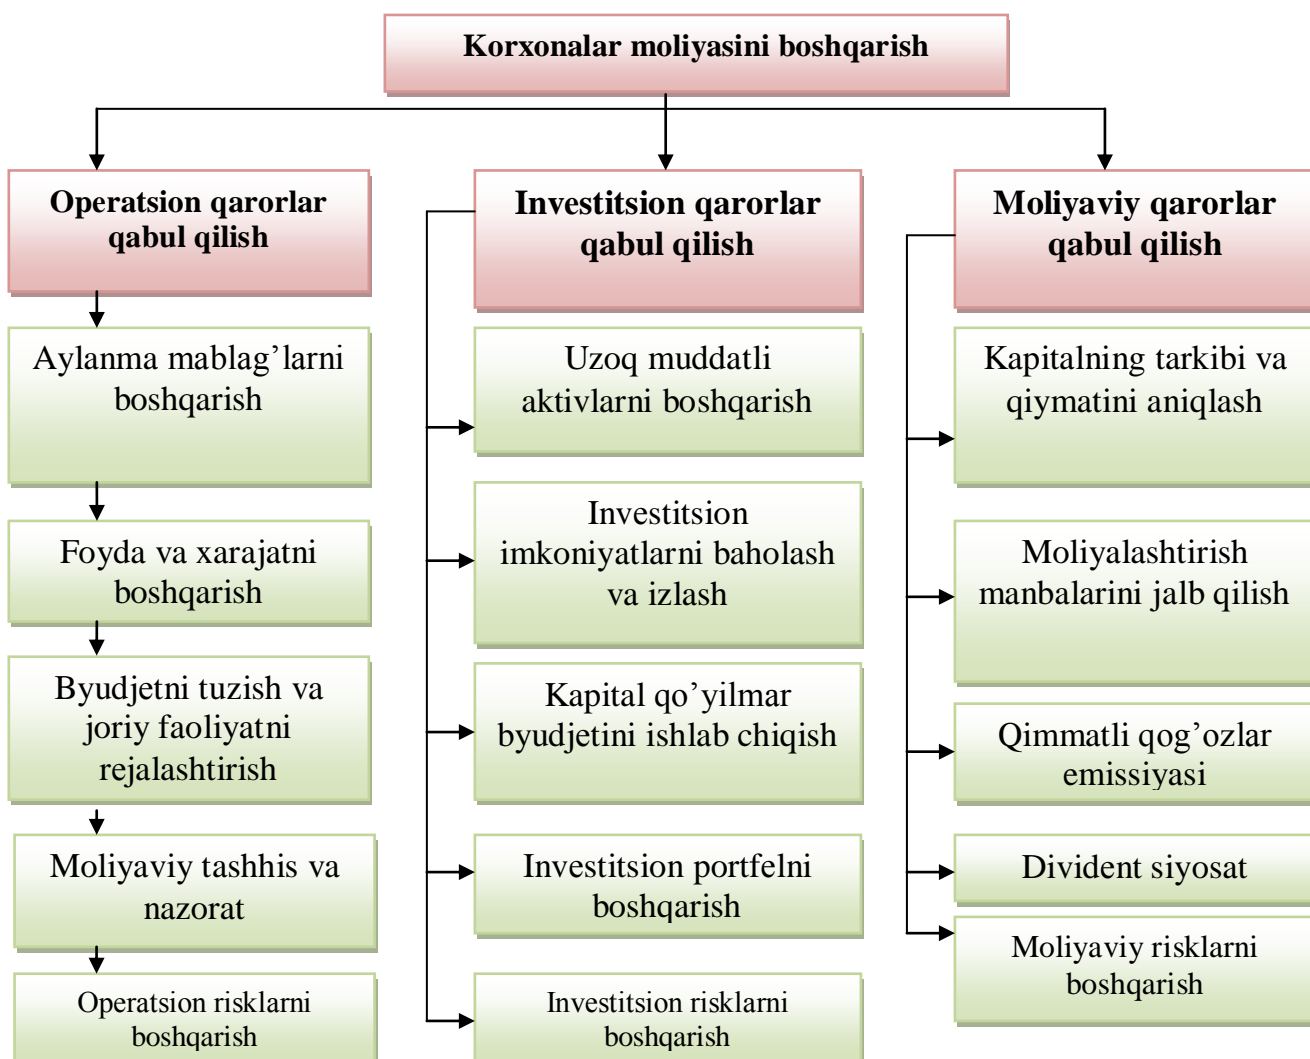 Korxonalar moliyasini boshqarish
Operatsion qarorlar
qabul qilish
Aylanma mablag’larni
boshqarish
Foyda va xarajatni
boshqarish
Byudjetni tuzish va
joriy faoliyatni
rejalashtirish
Moliyaviy tashhis va
nazorat
Operatsion risklarni
boshqarish
Investitsion qarorlar
qabul qilish
Uzoq muddatli
aktivlarni boshqarish
Investitsion
imkoniyatlarni baholash
va izlash
Kapital qo’yilmar
byudjetini ishlab chiqish
Investitsion portfelni
boshqarish
Investitsion risklarni
boshqarish
Moliyaviy qarorlar
qabul qilish
Kapitalning tarkibi va
qiymatini aniqlash
Moliyalashtirish
manbalarini jalb qilish
Qimmatli qog’ozlar
emissiyasi
Divident siyosat
Moliyaviy risklarni
boshqarish